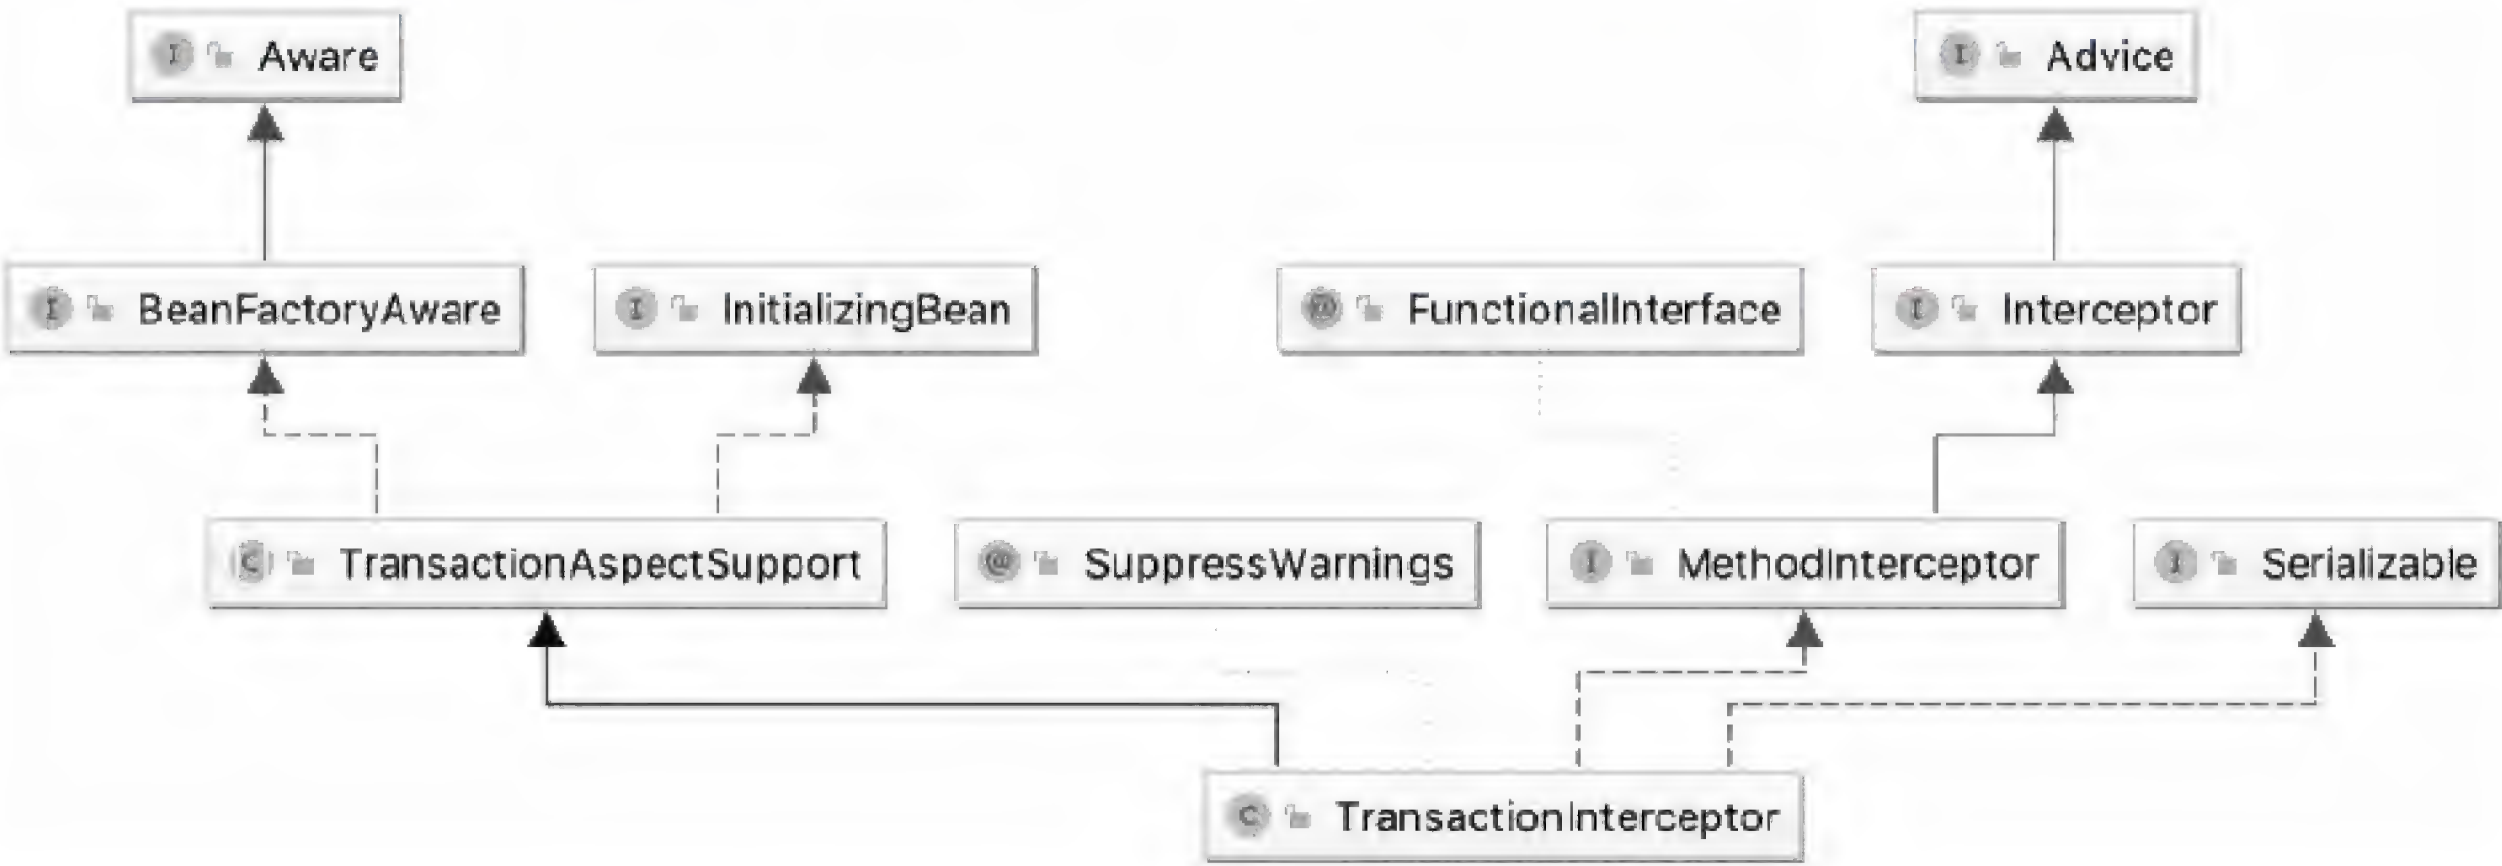 I Aware
I Advice
I BeanFactoryAware
I InitializingBean
@ FunctionalInterface
I Interceptor
C TransactionAspectSupport
@ SuppressWarnings
I MethodInterceptor
I Serializable
C TransactionInterceptor